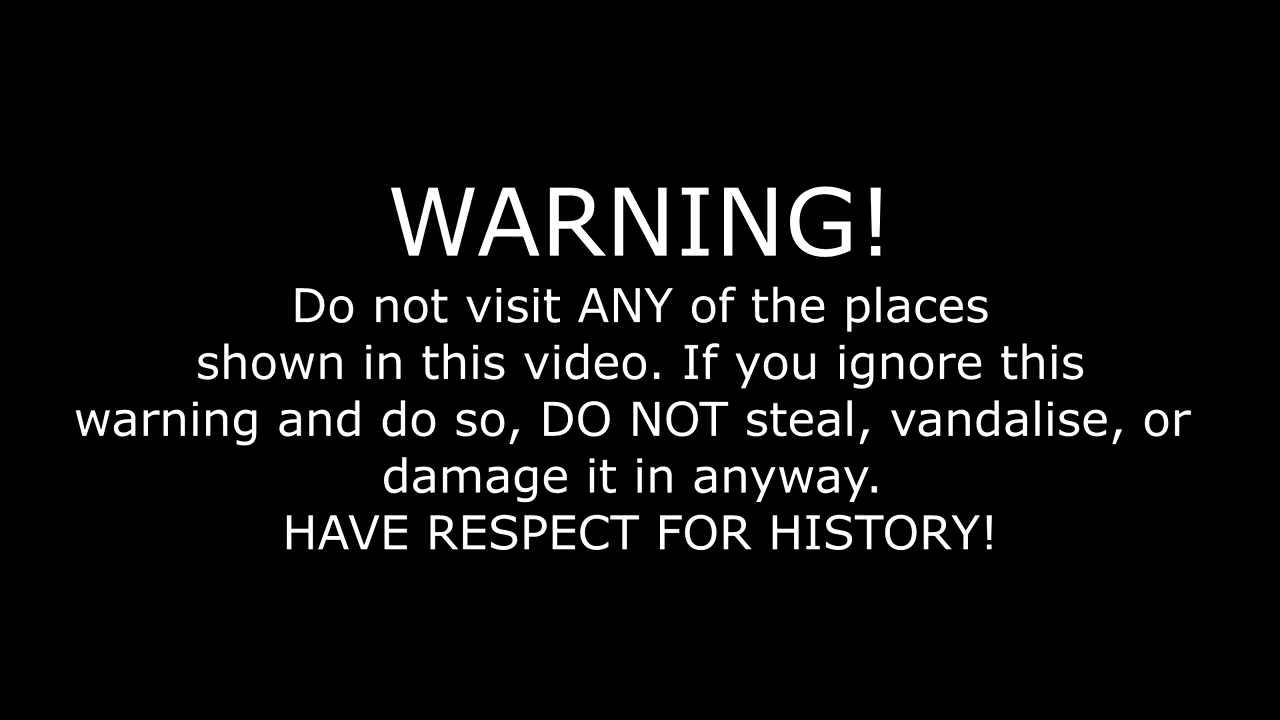 WARNING!
Do not visit ANY of the places
shown in this video. If you ignore this
warning and do so, DO NOT steal, vandalise, or
damage it in anyway.
HAVE RESPECT FOR HISTORY!